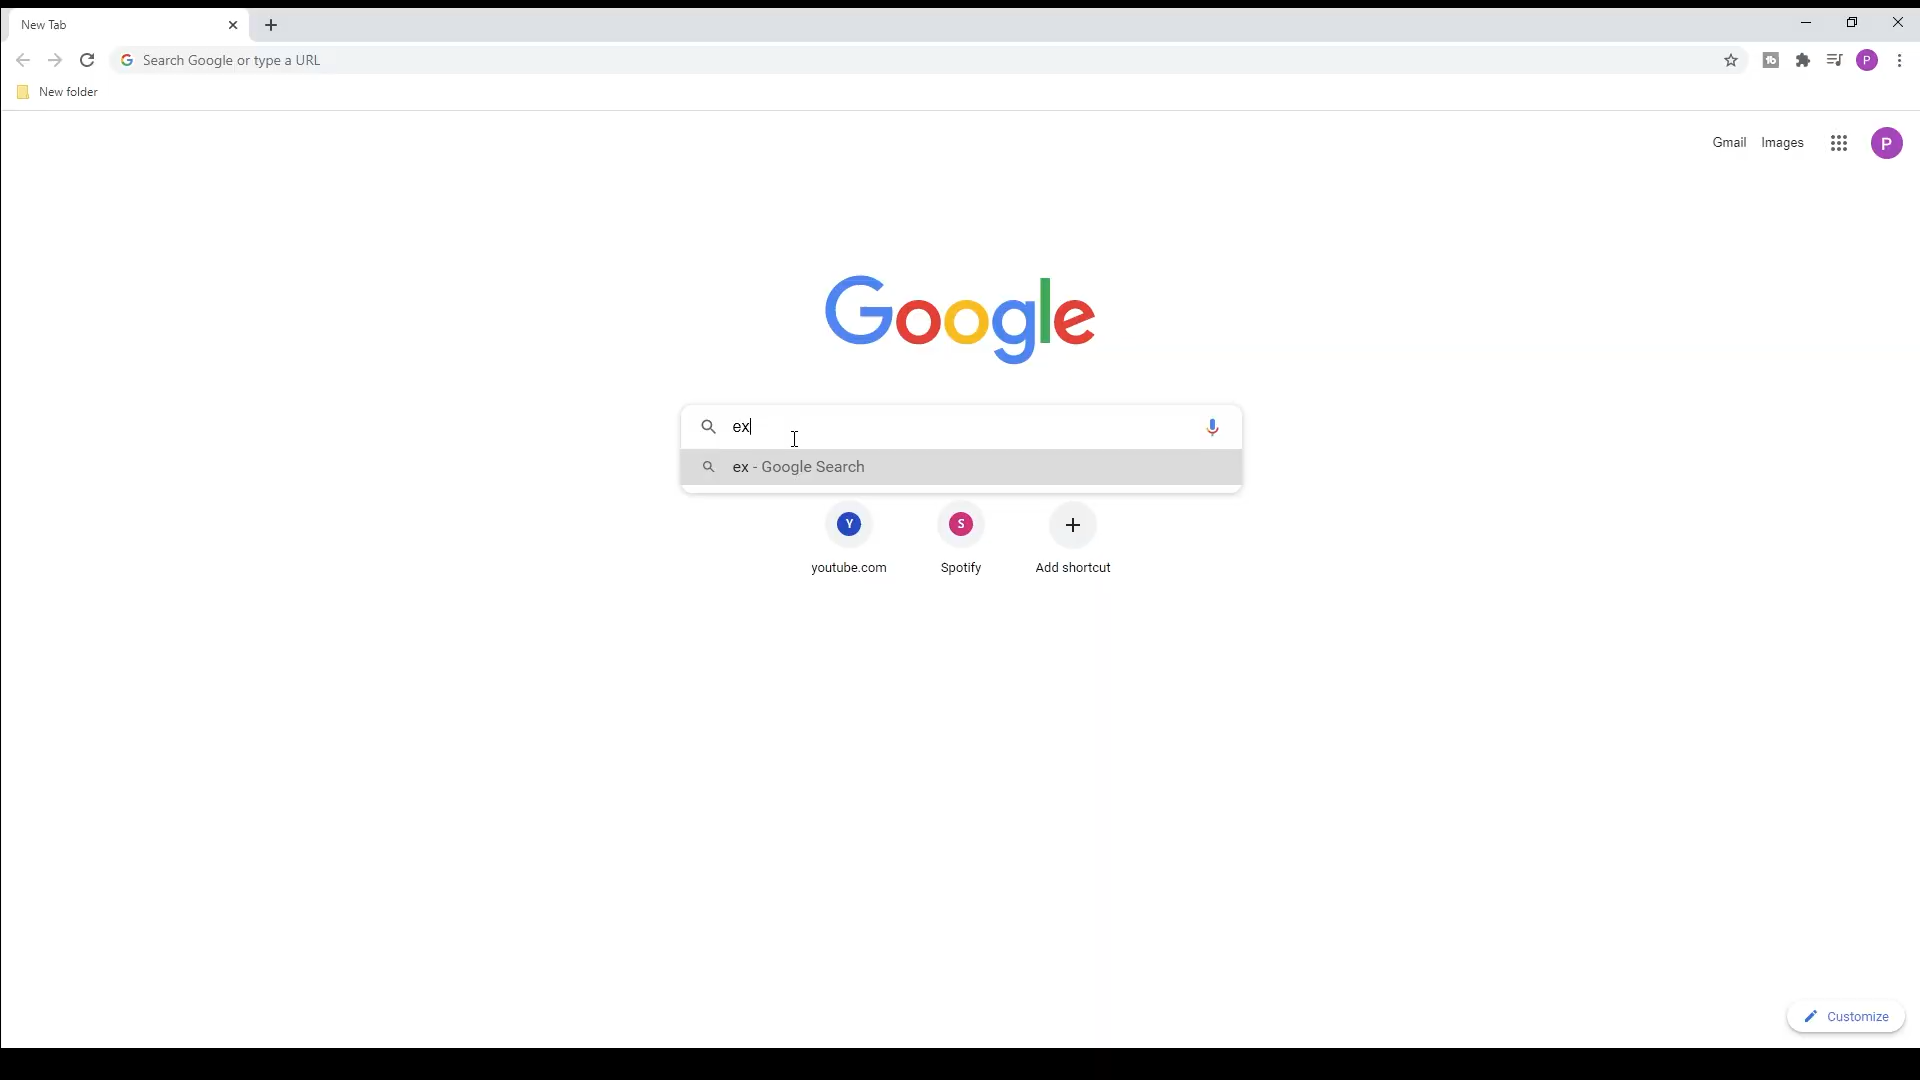 New Tab
Search Google or type a URL
P
New folder
Gmail Images P
Google
ex
ex - Google Search
Y S
youtube.com Spotify Add shortcut
Customize